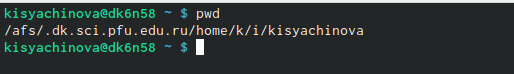 kisyachinova@dk6n58 ~ $ pwd
/afs/.dk.sci.pfu.edu.ru/home/k/i/kisyachinova
kisyachinova@dk6n58 ~ $